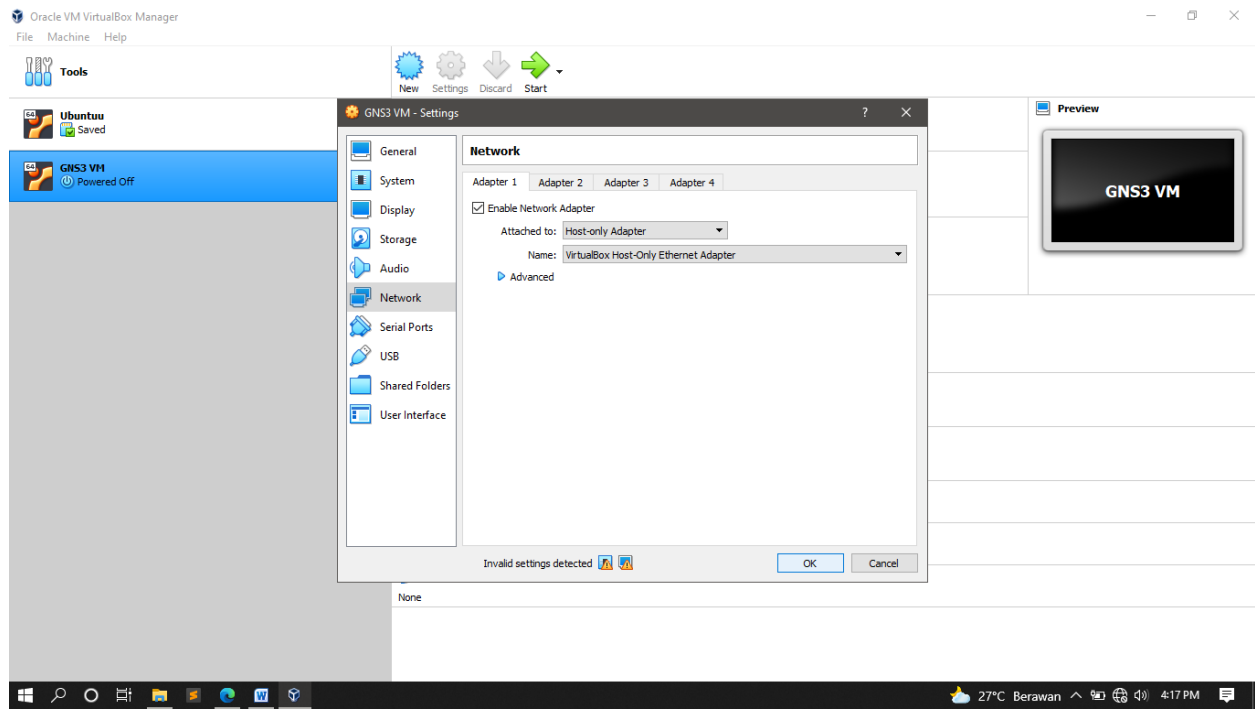 Oracle VM VirtualBox Manager
File Machine Help
Tools
New Settings Discard Start
64
Ubuntuu
Saved
64
GNS3 VM
Powered Off
GNS3 VM - Settings
?
General
System
Display
Storage
Audio
Network
Serial Ports
USB
Shared Folders
User Interface
Network
Adapter 1 Adapter 2 Adapter 3 Adapter 4
Enable Network Adapter
Attached to: Host-only Adapter
Name: VirtualBox Host-Only Ethernet Adapter
Advanced
Invalid settings detected
OK Cancel
Preview
GNS3 VM
None
27°C Berawan 4:17 PM